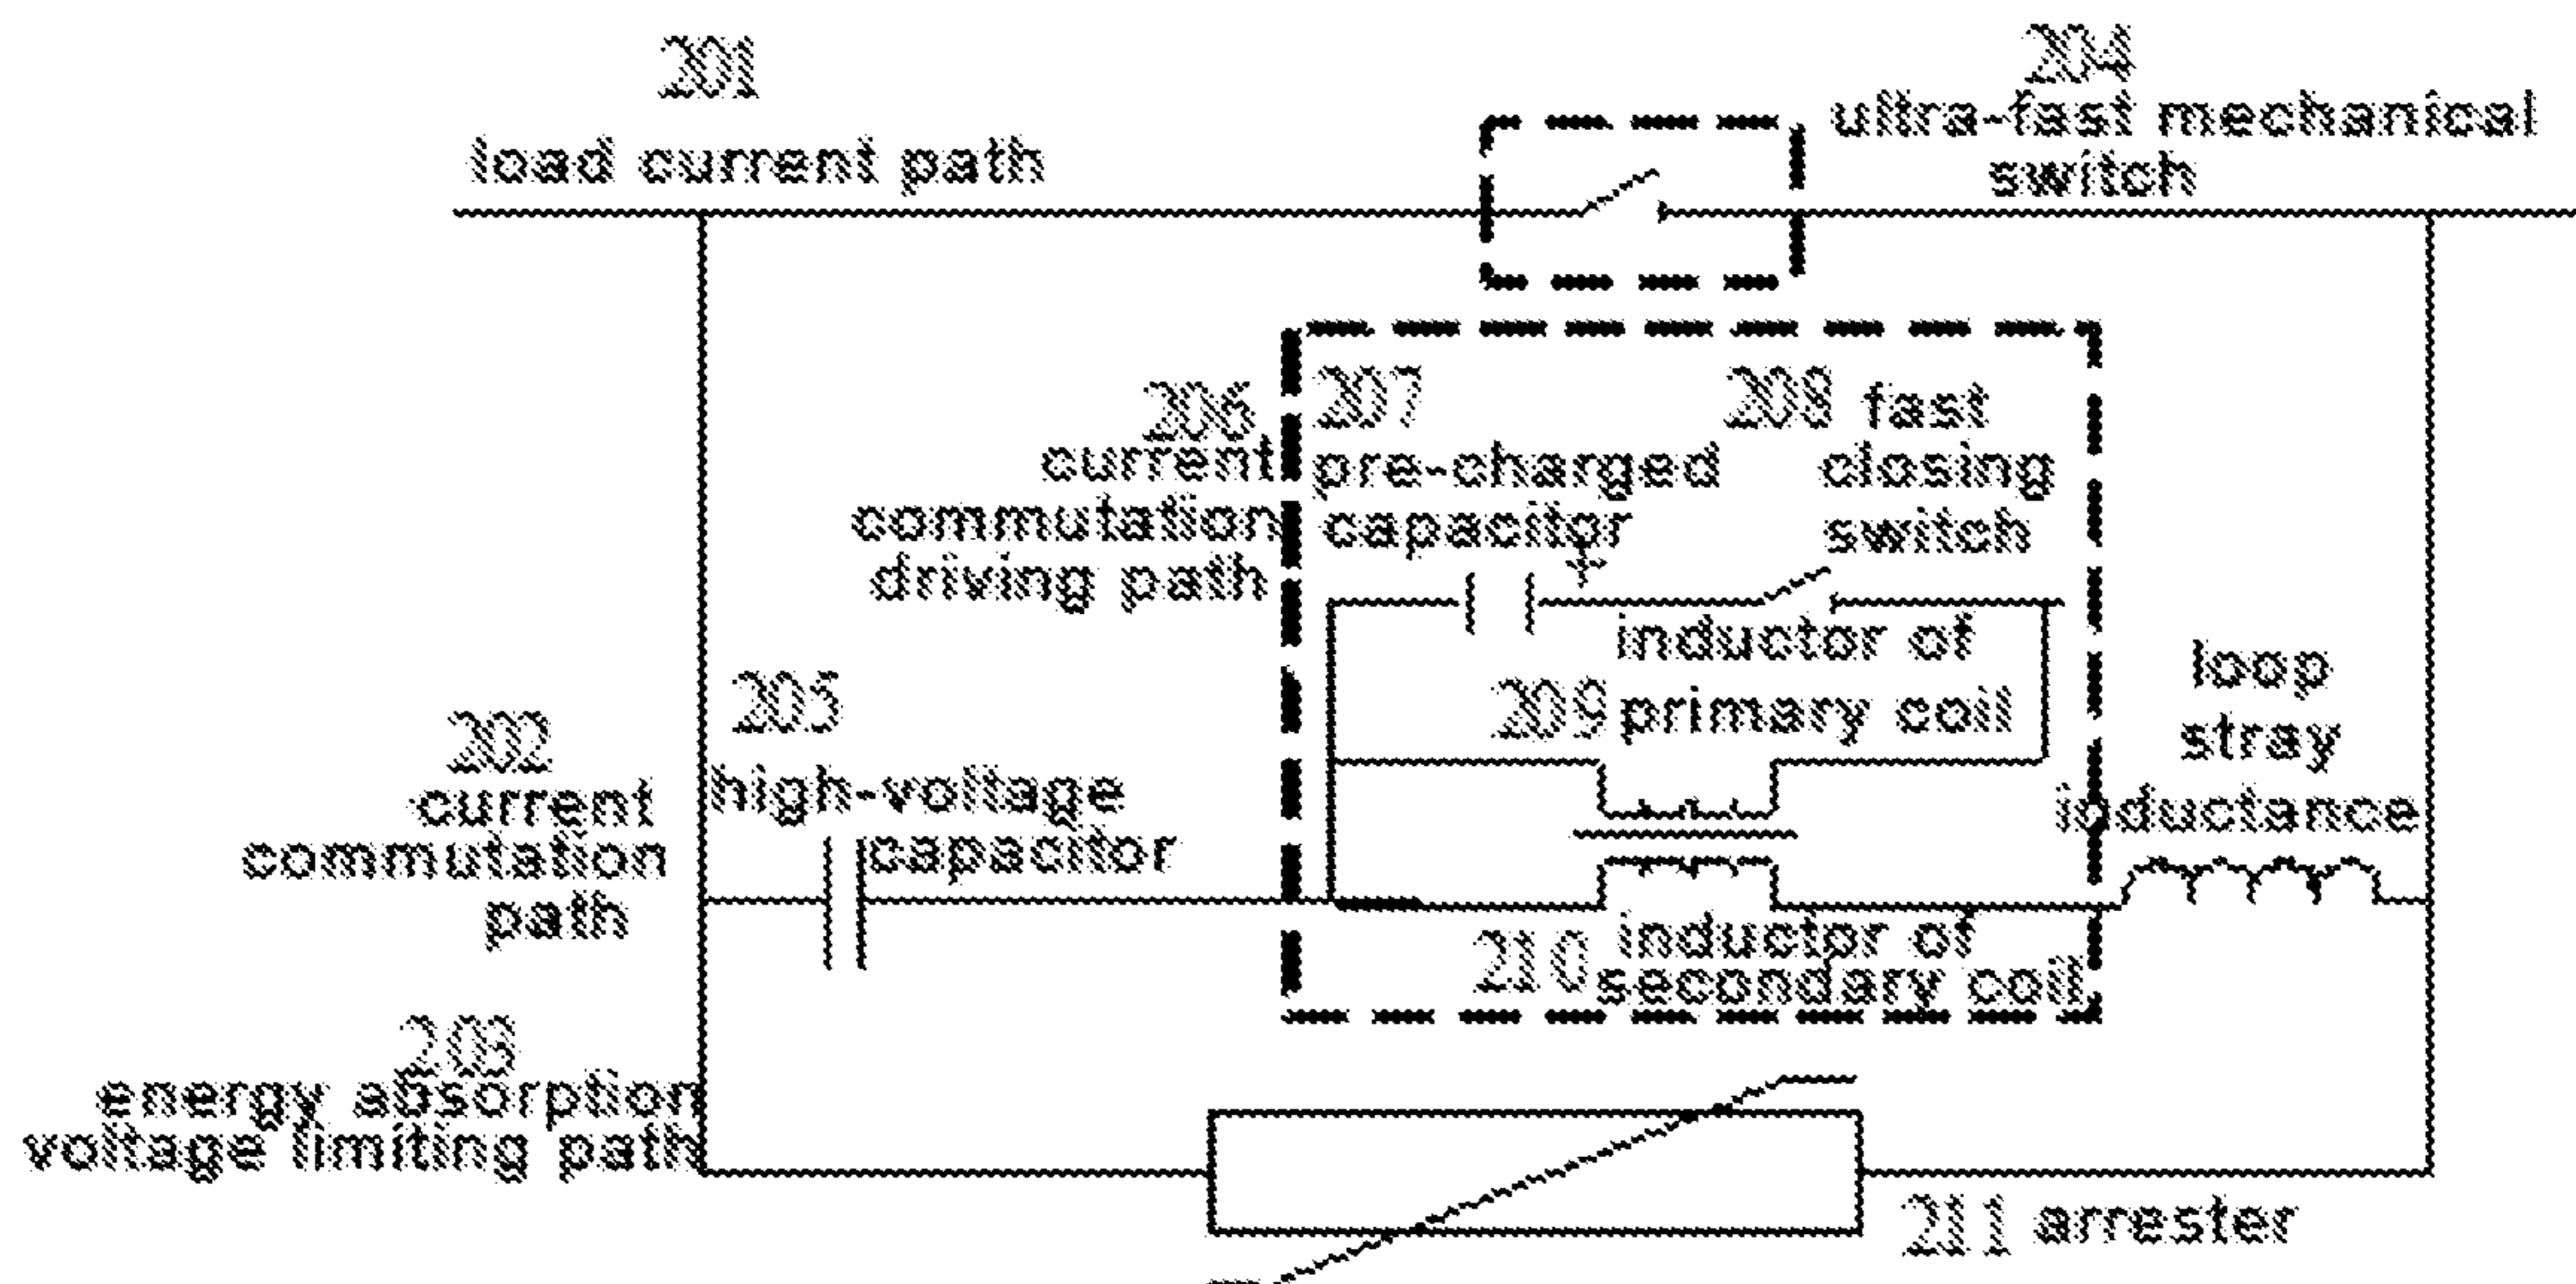 201
load current path
204
ultra-fast mechanical
switch
206
current
commutation
driving path
207
pre-charged
capacitor
+
208 fast
closing
switch
inductor of
209 primary coil
loop
stray
inductance
205
high-voltage
capacitor
202
current
commutation
path
210 inductor of
secondary coil
203
energy absorption
voltage limiting path
211 arrester